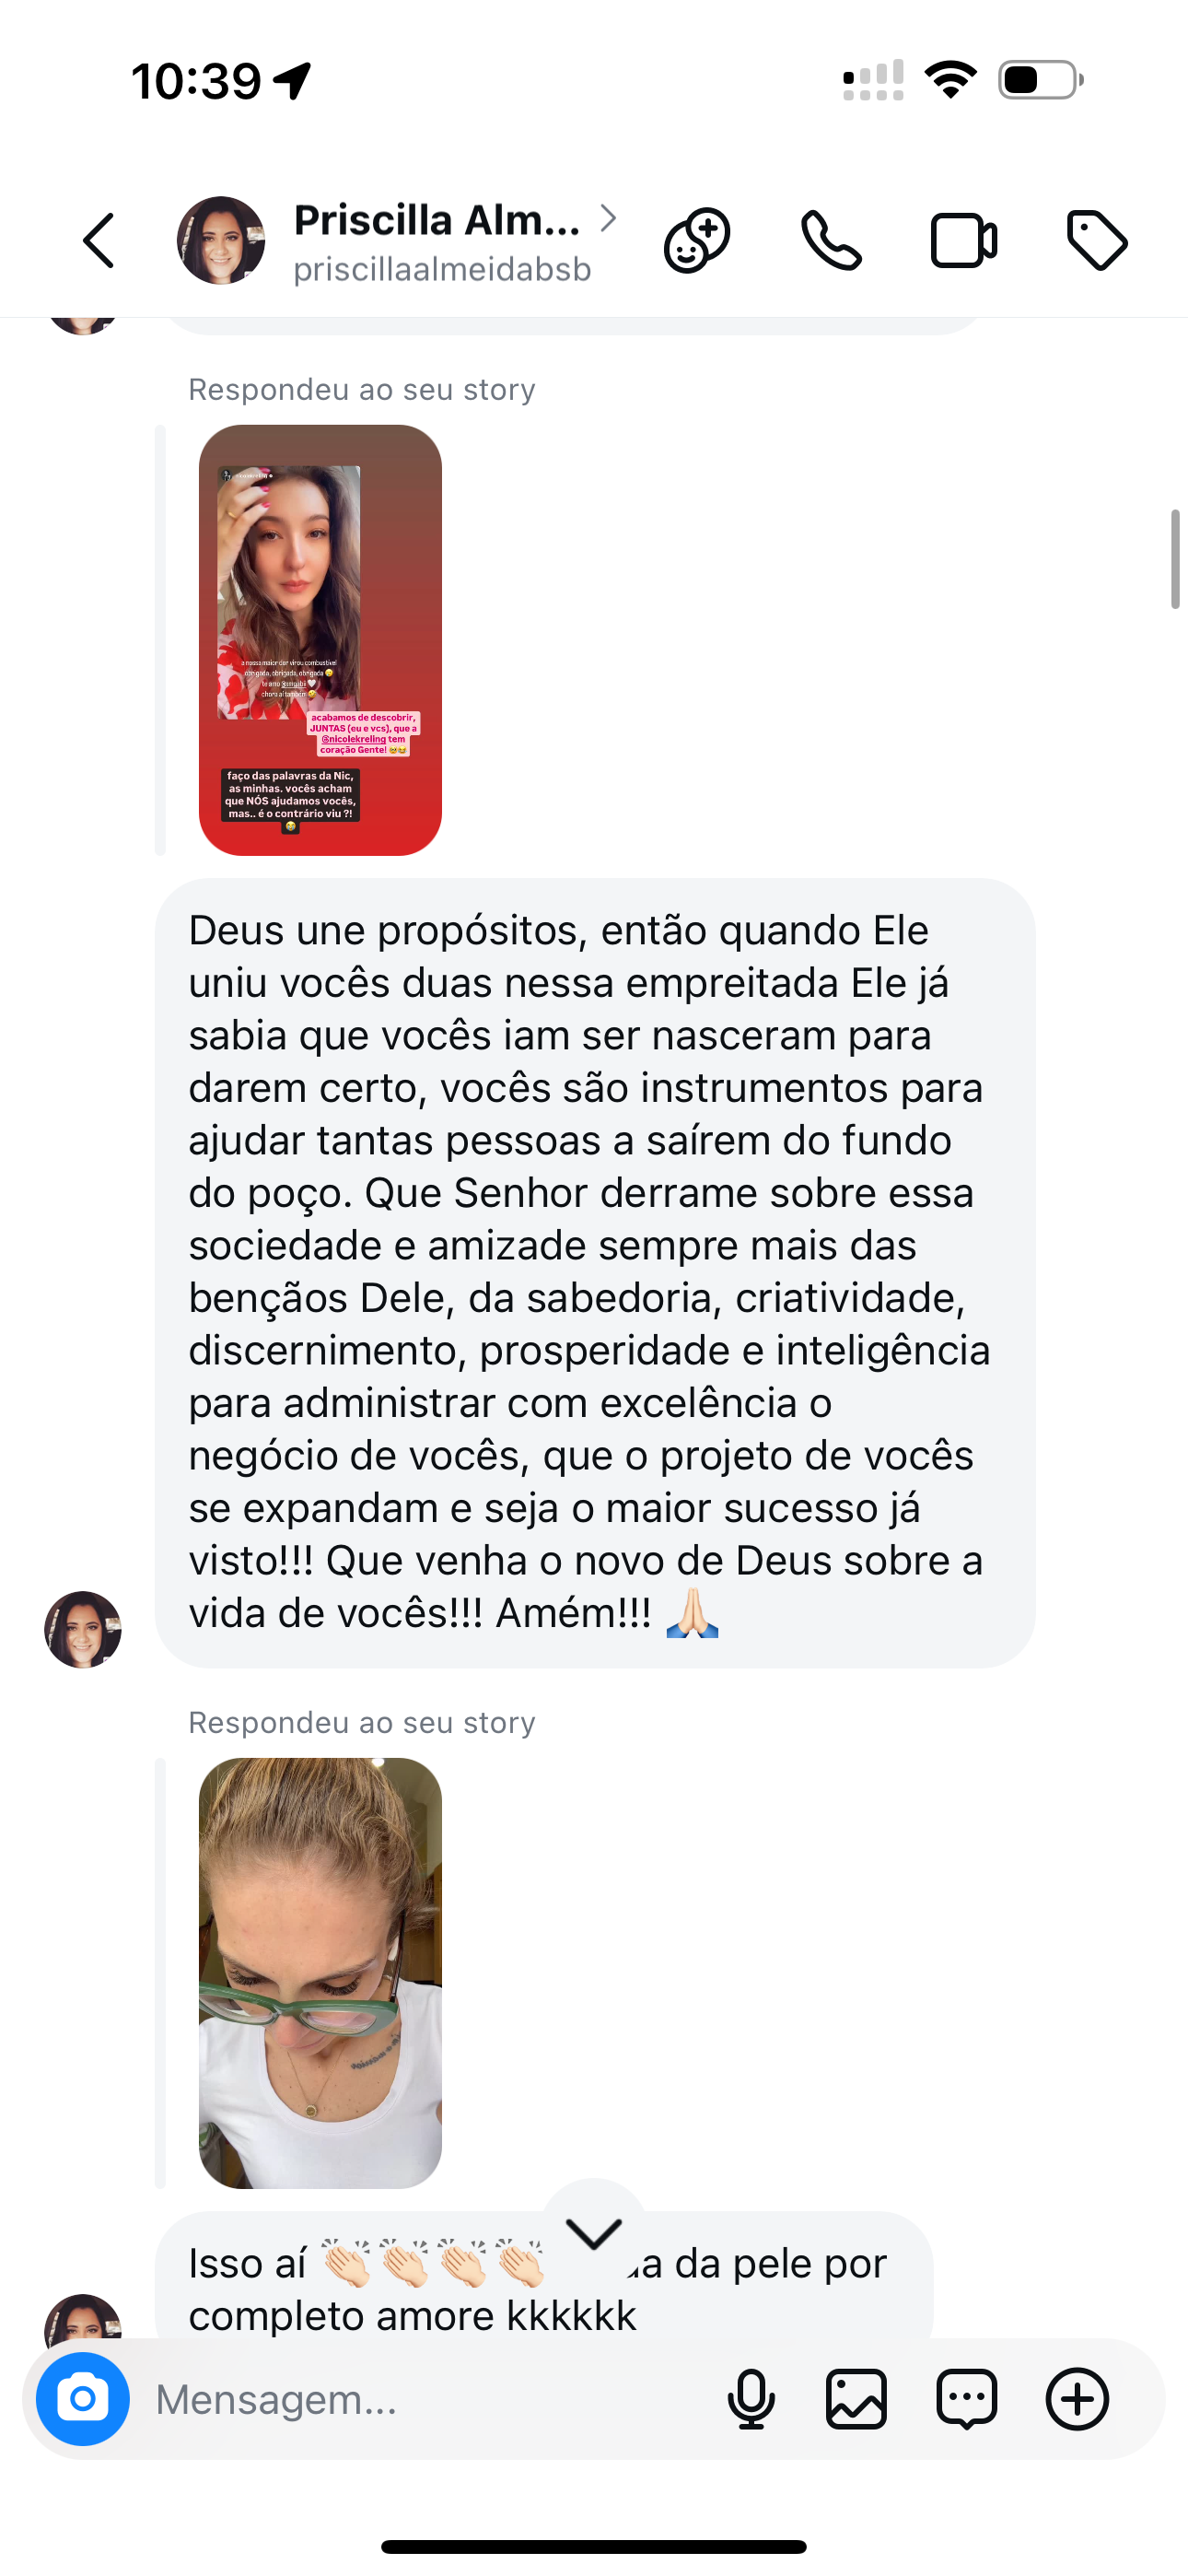 10:39
Priscilla Alm...
priscillaalmeidabsb
Respondeu ao seu story
a nossa maior dor virou combustível
obrigada, obrigada, obrigada 🥹
te amo
chora aí também
acabamos de descobrir,
JUNTAS (eu e vcs), que a
@nicolekreling tem
coração Gente!
faço das palavras da Nic,
as minhas. vocês acham
que NÓS ajudamos vocês,
mas.. é o contrário viu ?!
😭
Deus une propósitos, então quando Ele
uniu vocês duas nessa empreitada Ele já
sabia que vocês iam ser nasceram para
darem certo, vocês são instrumentos para
ajudar tantas pessoas a saírem do fundo
do poço. Que Senhor derrame sobre essa
sociedade e amizade sempre mais das
bençãos Dele, da sabedoria, criatividade,
discernimento, prosperidade e inteligência
para administrar com excelência o
negócio de vocês, que o projeto de vocês
se expandam e seja o maior sucesso já
visto!!! Que venha o novo de Deus sobre a
vida de vocês!!! Amém!!! 🙏🏻
Respondeu ao seu story
Isso aí 👏🏻👏🏻👏🏻👏🏻 da pele por
completo amore kkkkkk
Mensagem...